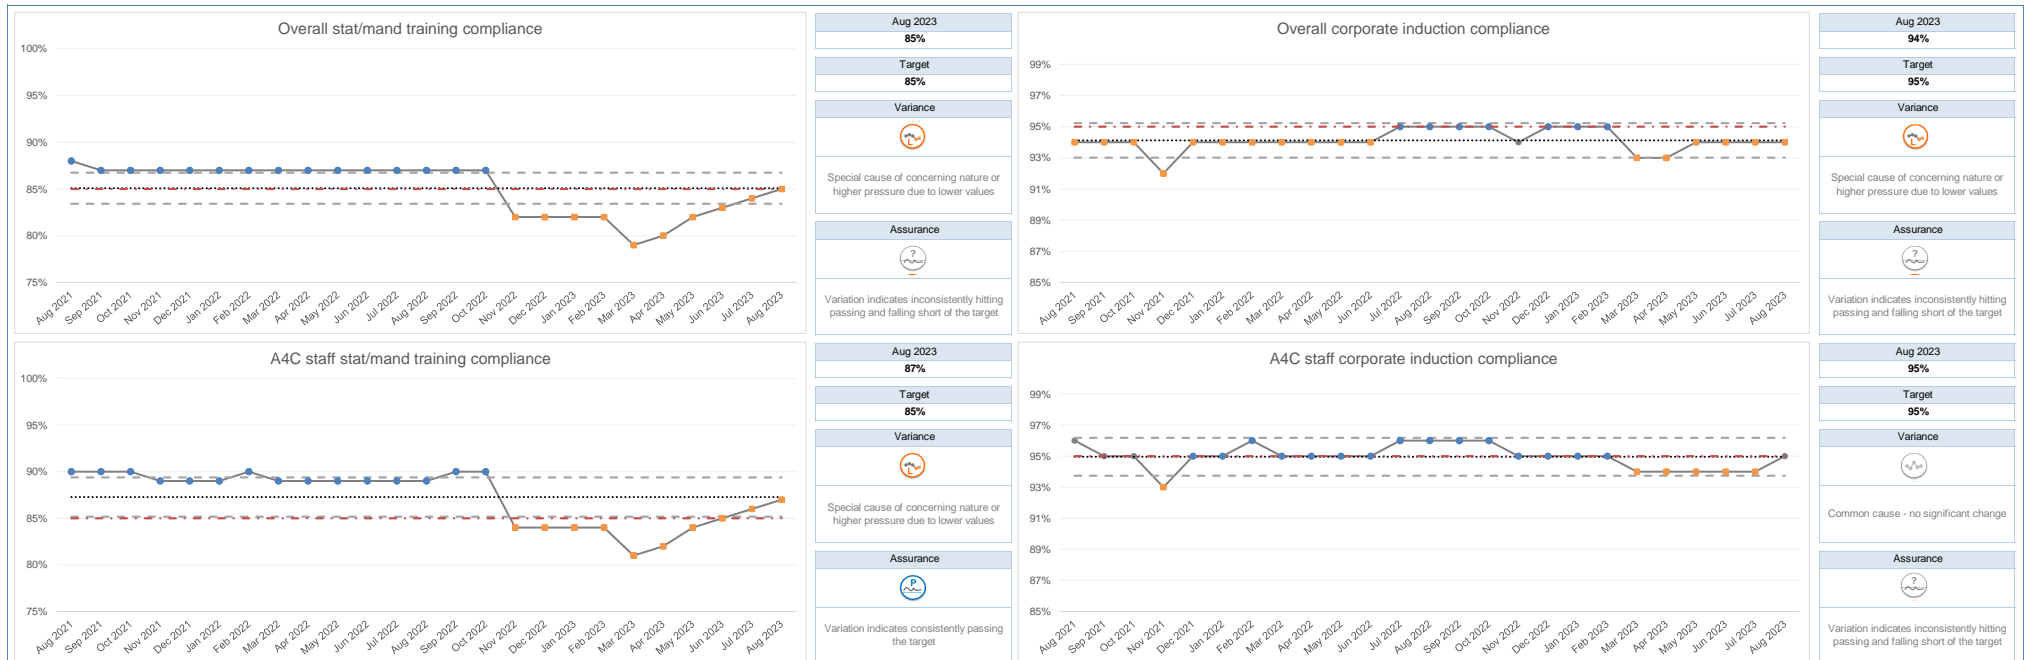 Overall stat/mand training compliance
100%
95%
90%
85%
80%
75%
Aug 2021
Sep 2021
Oct 2021
Nov 2021
Dec 2021
Jan 2022
Feb 2022
Mar 2022
Apr 2022
May 2022
Jun 2022
Jul 2022
Aug 2022
Sep 2022
Oct 2022
Nov 2022
Dec 2022
Jan 2023
Feb 2023
Mar 2023
Apr 2023
May 2023
Jun 2023
Jul 2023
Aug 2023
Aug 2023
85%
Target
85%
Variance
L
Special cause of concerning nature or
higher pressure due to lower values
Assurance
?
Variation indicates inconsistently hitting
passing and falling short of the target
Overall corporate induction compliance
99%
97%
95%
93%
91%
89%
87%
85%
Aug 2021
Sep 2021
Oct 2021
Nov 2021
Dec 2021
Jan 2022
Feb 2022
Mar 2022
Apr 2022
May 2022
Jun 2022
Jul 2022
Aug 2022
Sep 2022
Oct 2022
Nov 2022
Dec 2022
Jan 2023
Feb 2023
Mar 2023
Apr 2023
May 2023
Jun 2023
Jul 2023
Aug 2023
Aug 2023
94%
Target
95%
Variance
L
Special cause of concerning nature or
higher pressure due to lower values
Assurance
?
Variation indicates inconsistently hitting
passing and falling short of the target
A4C staff stat/mand training compliance
100%
95%
90%
85%
80%
75%
Aug 2021
Sep 2021
Oct 2021
Nov 2021
Dec 2021
Jan 2022
Feb 2022
Mar 2022
Apr 2022
May 2022
Jun 2022
Jul 2022
Aug 2022
Sep 2022
Oct 2022
Nov 2022
Dec 2022
Jan 2023
Feb 2023
Mar 2023
Apr 2023
May 2023
Jun 2023
Jul 2023
Aug 2023
Aug 2023
87%
Target
85%
Variance
L
Special cause of concerning nature or
higher pressure due to lower values
Assurance
P
Variation indicates consistently passing
the target
A4C staff corporate induction compliance
99%
97%
95%
93%
91%
89%
87%
85%
Aug 2021
Sep 2021
Oct 2021
Nov 2021
Dec 2021
Jan 2022
Feb 2022
Mar 2022
Apr 2022
May 2022
Jun 2022
Jul 2022
Aug 2022
Sep 2022
Oct 2022
Nov 2022
Dec 2022
Jan 2023
Feb 2023
Mar 2023
Apr 2023
May 2023
Jun 2023
Jul 2023
Aug 2023
Aug 2023
95%
Target
95%
Variance
Common cause - no significant change
Assurance
?
Variation indicates inconsistently hitting
passing and falling short of the target